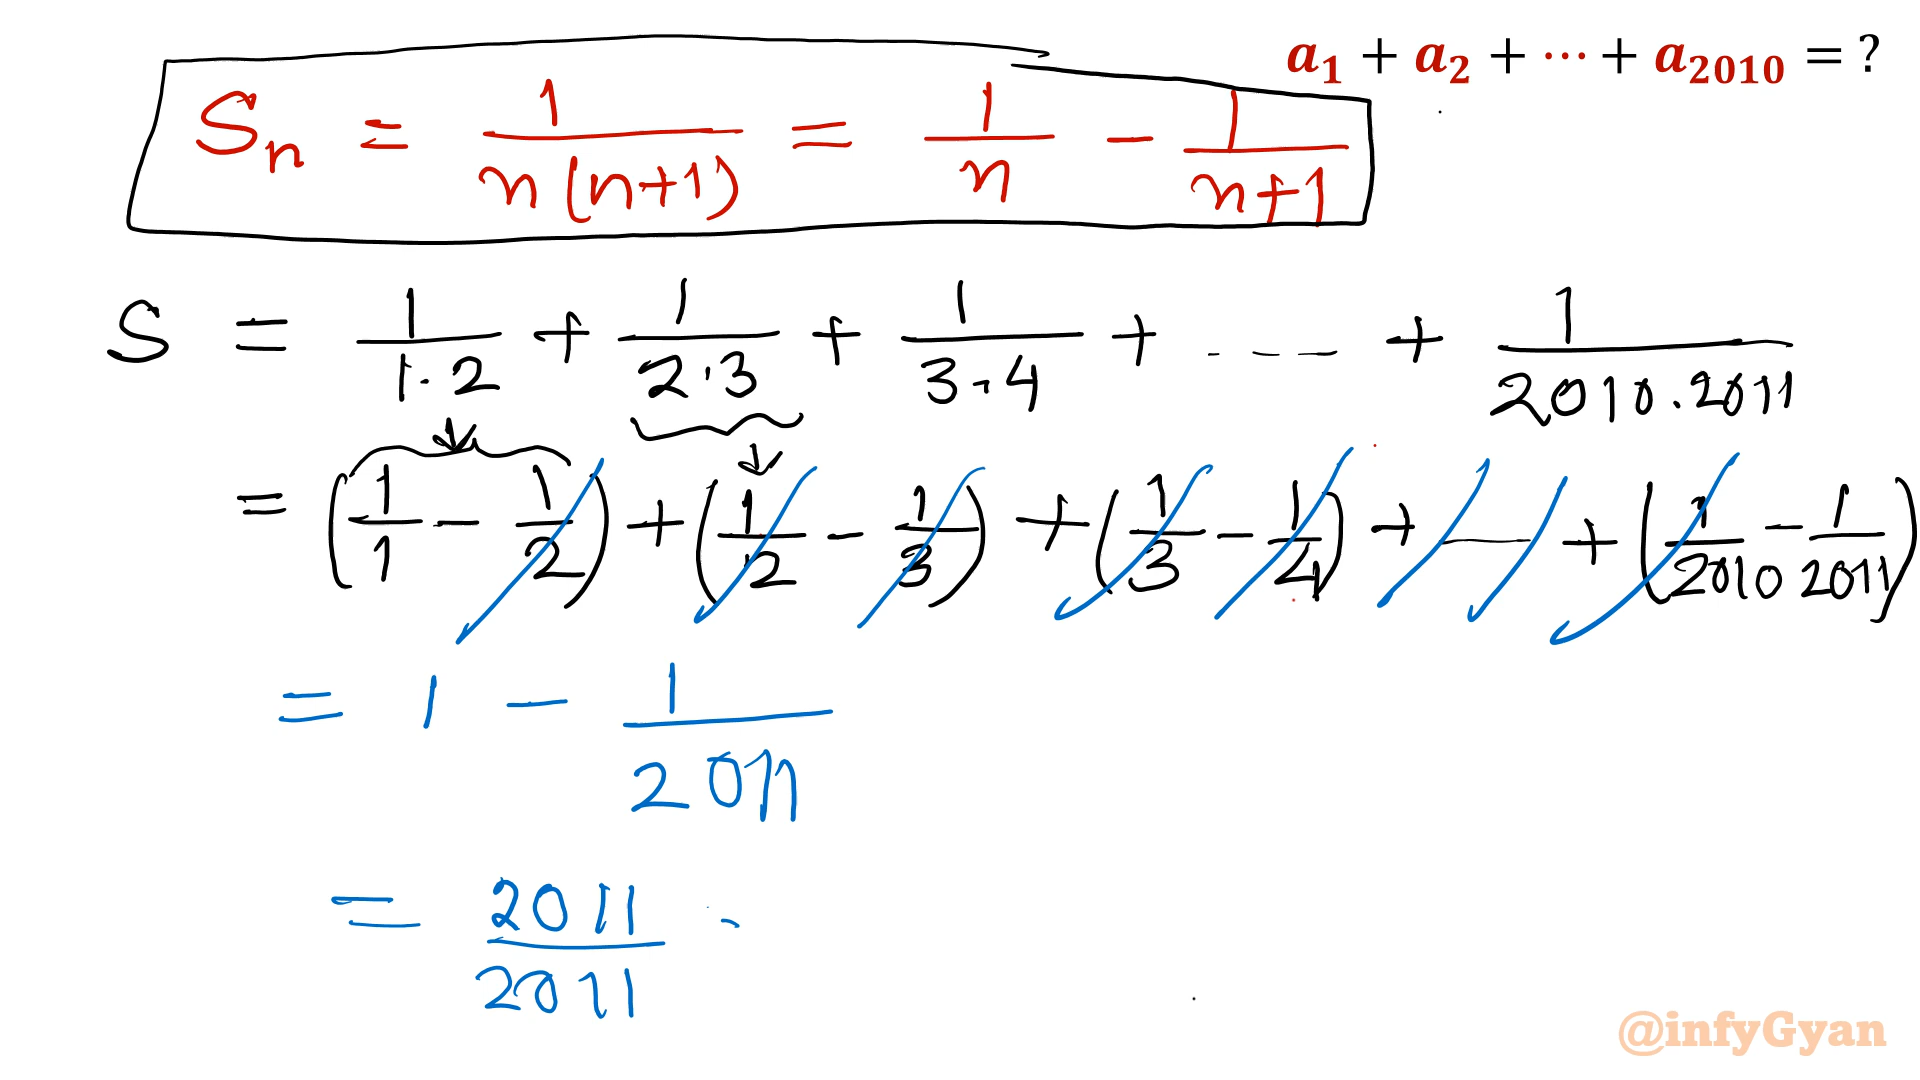 a₁ + a₂ + ⋯ + a₂₀₁₀ = ?
Sₙ = 1/(n(n+1)) = 1/n - 1/(n+1)
S = 1/(1·2) + 1/(2·3) + 1/(3·4) + ---- + 1/(2010·2011)
= (1/1 - 1/2) + (1/2 - 1/3) + (1/3 - 1/4) + — + (1/2010 - 1/2011)
= 1 - 1/2011
= 2011/2011 -
@infyGyan